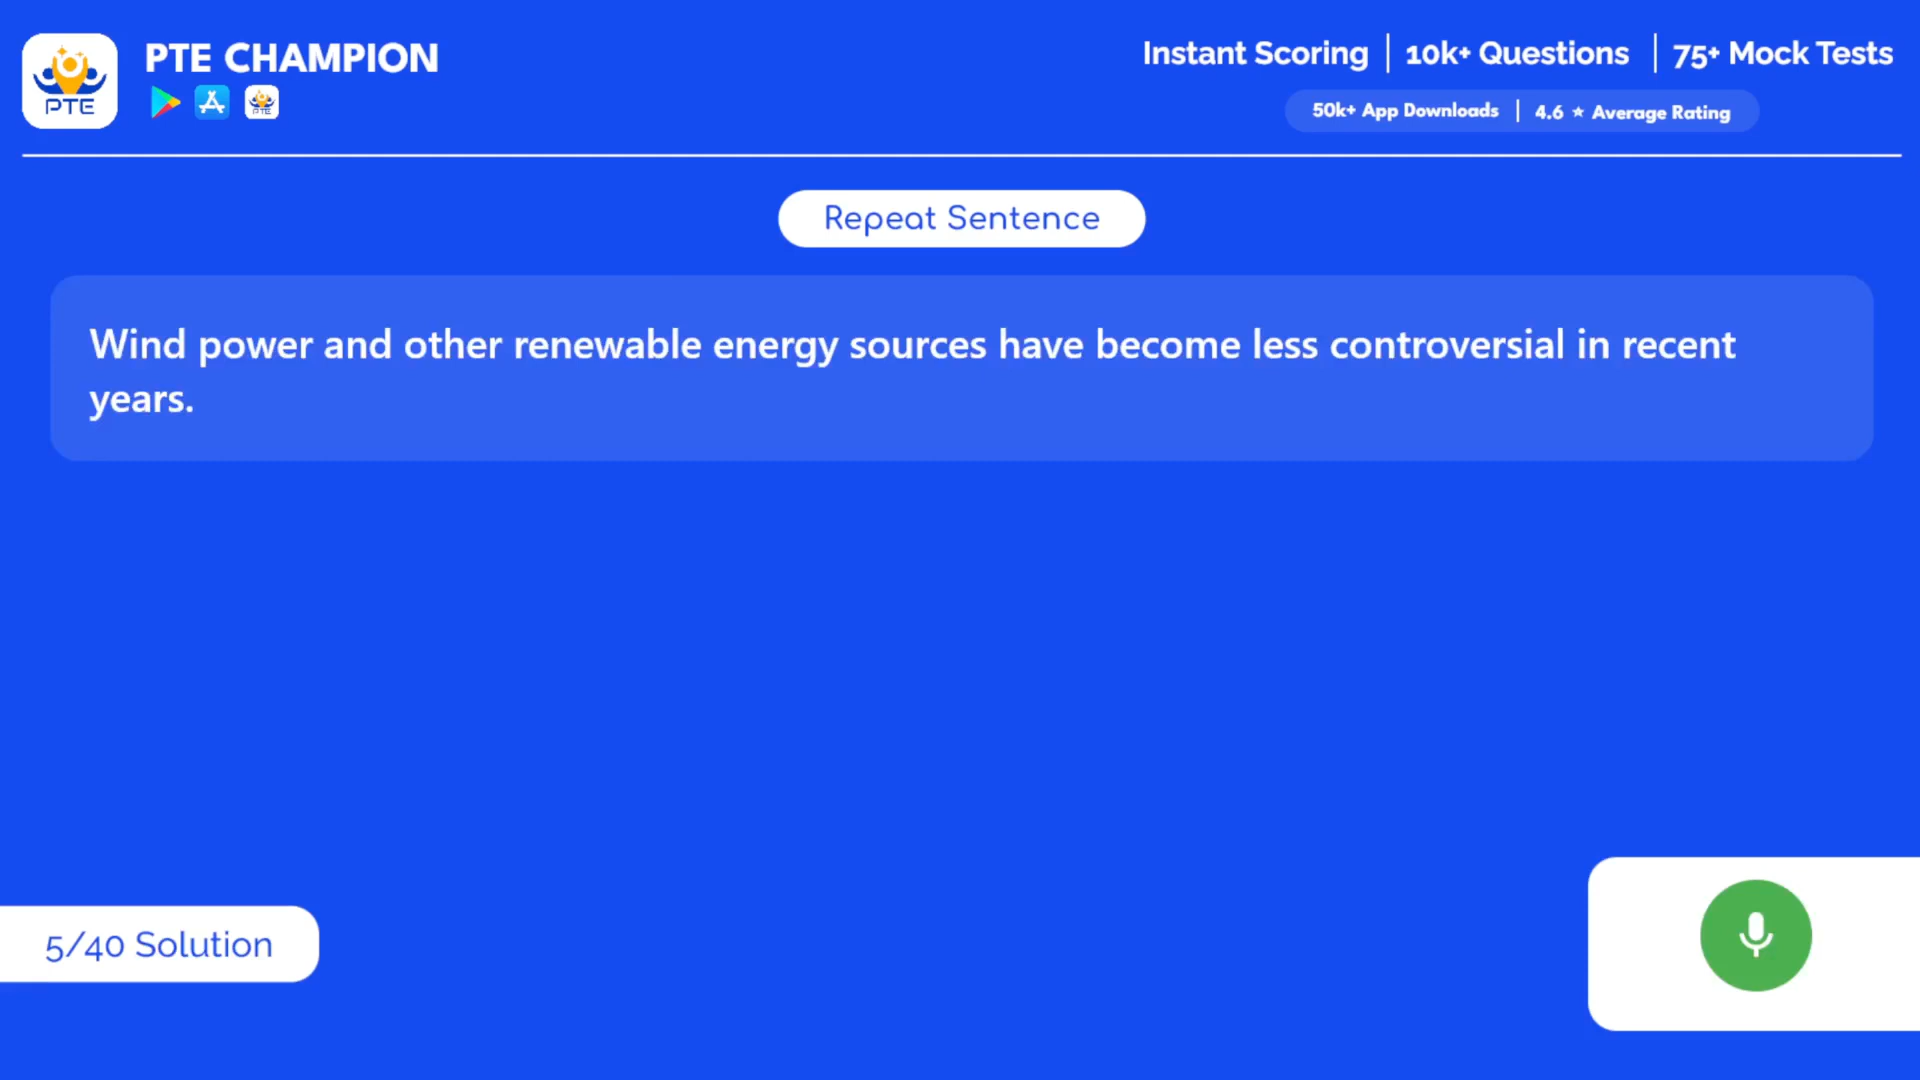 PTE CHAMPION
PTE
PTE
Instant Scoring | 10k+ Questions | 75+ Mock Tests
50k+ App Downloads | 4.6 ★ Average Rating
Repeat Sentence
Wind power and other renewable energy sources have become less controversial in recent
years.
5/40 Solution